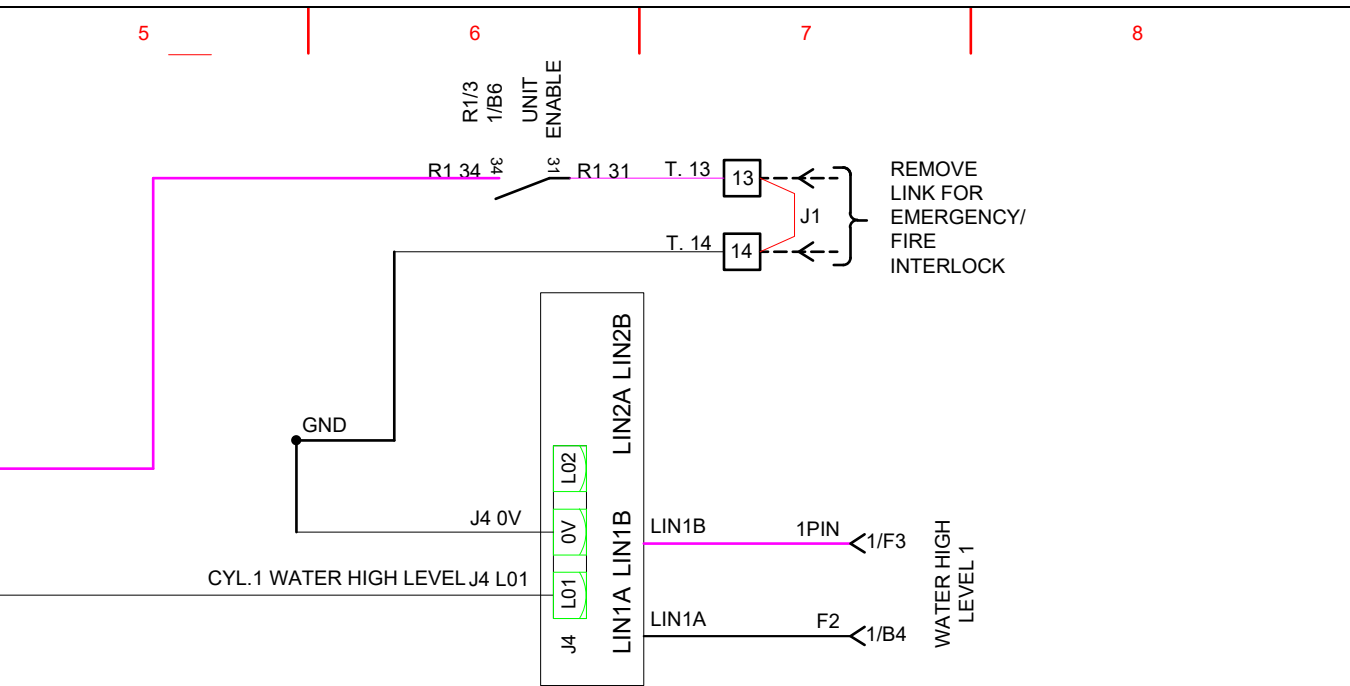 5
6
7
8
R1/3
1/B6
UNIT
ENABLE
R1 34
34
31
R1 31
T. 13
13
J1
T. 14
14
REMOVE
LINK FOR
EMERGENCY/
FIRE
INTERLOCK
GND
LIN2A LIN2B
L02
J4 0V
0V
CYL.1 WATER HIGH LEVEL
J4 L01
L01
J4
LIN1A LIN1B
LIN1B
1PIN
1/F3
LIN1A
F2
1/B4
WATER HIGH
LEVEL 1